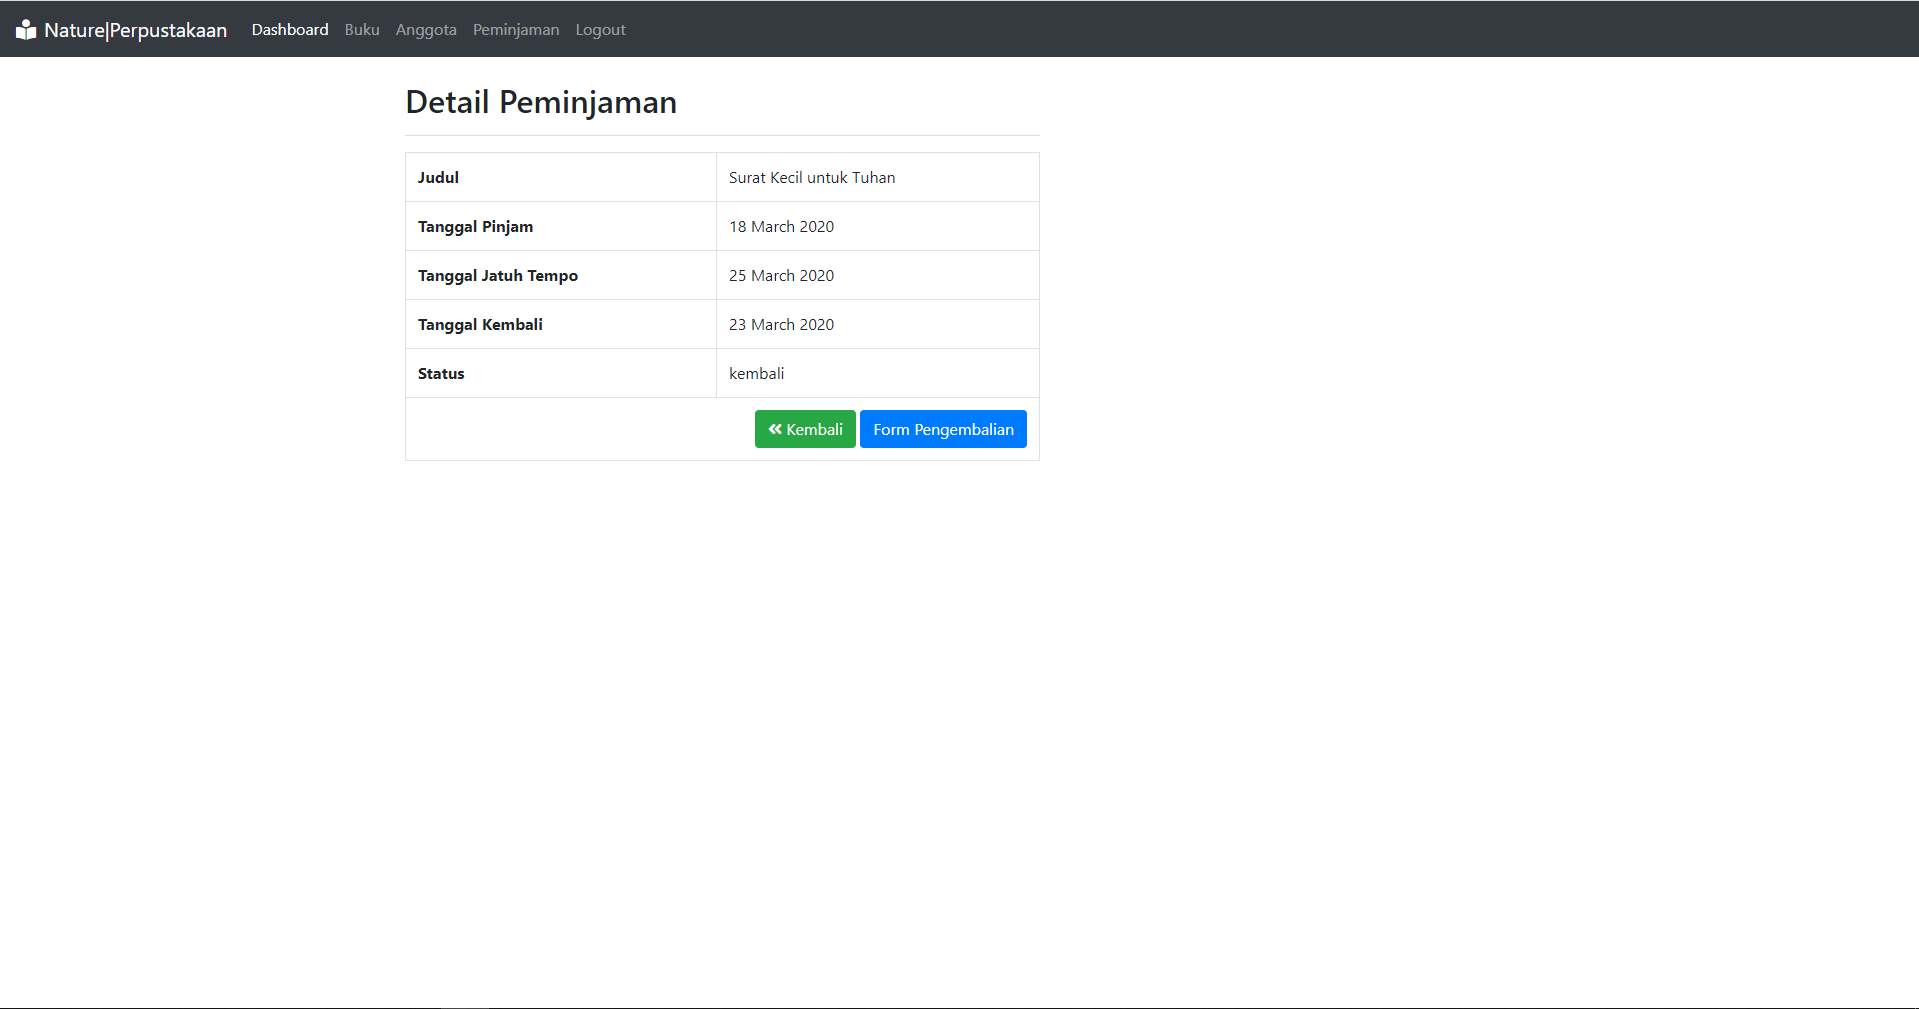 Nature|Perpustakaan Dashboard Buku Anggota Peminjaman Logout
Detail Peminjaman
Judul Surat Kecil untuk Tuhan
Tanggal Pinjam 18 March 2020
Tanggal Jatuh Tempo 25 March 2020
Tanggal Kembali 23 March 2020
Status kembali
Kembali Form Pengembalian